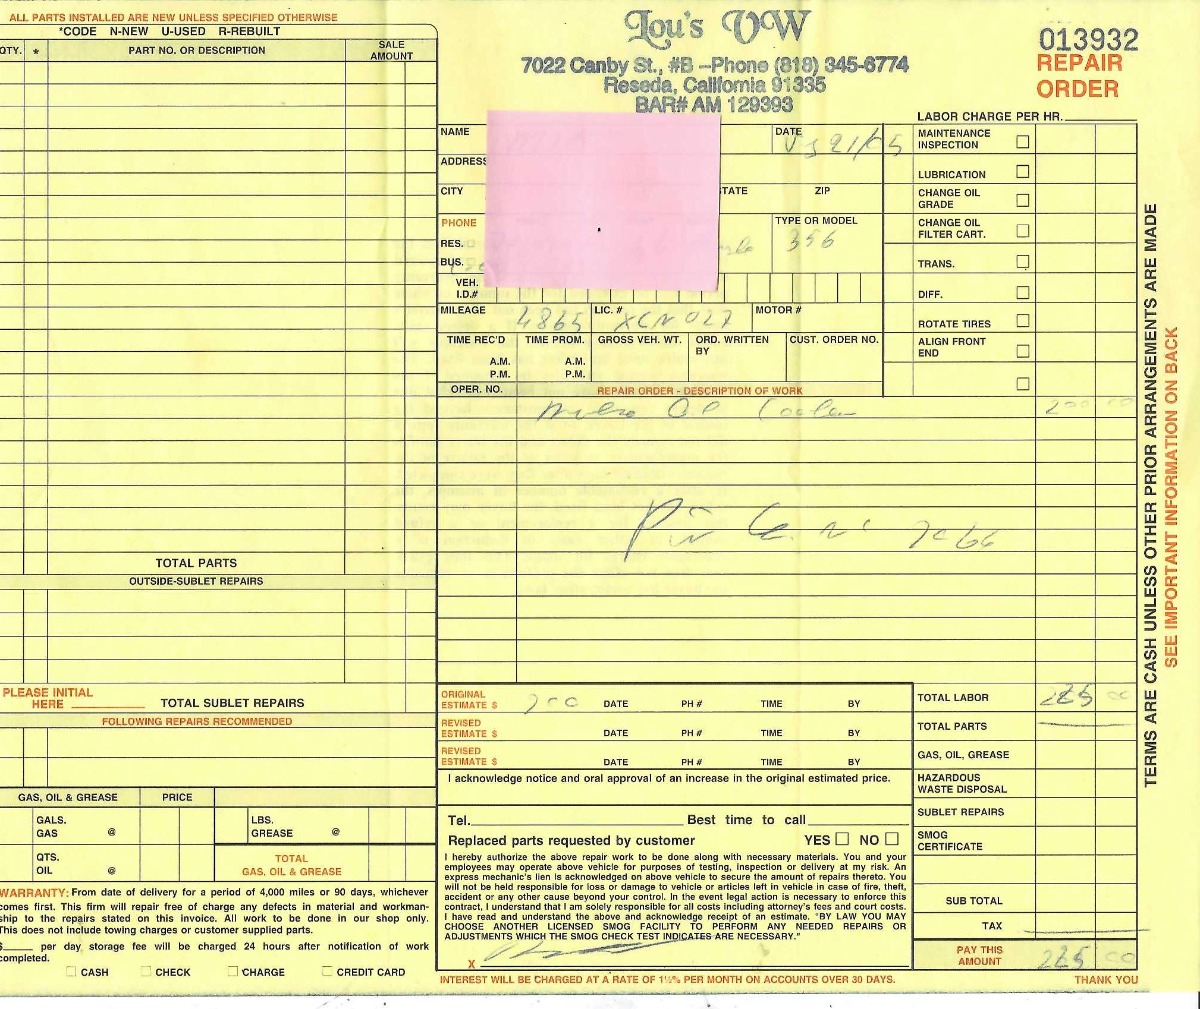 ALL PARTS INSTALLED ARE NEW UNLESS SPECIFIED OTHERWISE
*CODE N-NEW U-USED R-REBUILT
QTY. * PART NO. OR DESCRIPTION SALE AMOUNT
TOTAL PARTS
OUTSIDE-SUBLET REPAIRS
PLEASE INITIAL
HERE ________ TOTAL SUBLET REPAIRS
FOLLOWING REPAIRS RECOMMENDED
GAS, OIL & GREASE PRICE
GALS. GAS @ LBS. GREASE @
QTS. OIL @ TOTAL GAS, OIL & GREASE
WARRANTY: From date of delivery for a period of 4,000 miles or 90 days, whichever
comes first. This firm will repair free of charge any defects in material and workman-
ship to the repairs stated on this invoice. All work to be done in our shop only.
This does not include towing charges or customer supplied parts.
$_____ per day storage fee will be charged 24 hours after notification of work
completed.
CASH CHECK CHARGE CREDIT CARD
Lou's VW
7022 Canby St., #B –Phone (818) 345-6774
Reseda, California 91335
BAR# AM 129393
013932
REPAIR
ORDER
LABOR CHARGE PER HR.
NAME DATE 21/05
ADDRESS
CITY STATE ZIP
PHONE TYPE OR MODEL
RES. 356
BUS.
VEH.
I.D.#
MILEAGE 4865 LIC. # XCN 027 MOTOR #
TIME REC'D TIME PROM. GROSS VEH. WT. ORD. WRITTEN BY CUST. ORDER NO.
A.M. A.M.
P.M. P.M.
OPER. NO. REPAIR ORDER - DESCRIPTION OF WORK
MAINTENANCE INSPECTION
LUBRICATION
CHANGE OIL GRADE
CHANGE OIL FILTER CART.
TRANS.
DIFF.
ROTATE TIRES
ALIGN FRONT END
Oil Cooler 200 00
ORIGINAL ESTIMATE $ 200 DATE PH # TIME BY
REVISED ESTIMATE $ DATE PH # TIME BY
REVISED ESTIMATE $ DATE PH # TIME BY
I acknowledge notice and oral approval of an increase in the original estimated price.
Tel. Best time to call
Replaced parts requested by customer YES NO
I hereby authorize the above repair work to be done along with necessary materials. You and your
employees may operate above vehicle for purposes of testing, inspection or delivery at my risk. An
express mechanic's lien is acknowledged on above vehicle to secure the amount of repairs thereto. You
will not be held responsible for loss or damage to vehicle or articles left in vehicle in case of fire, theft,
accident or any other cause beyond your control. In the event legal action is necessary to enforce this
contract, I understand that I am solely responsible for all costs including attorney's fees and court costs.
I have read and understand the above and acknowledge receipt of an estimate. "BY LAW YOU MAY
CHOOSE ANOTHER LICENSED SMOG FACILITY TO PERFORM ANY NEEDED REPAIRS OR
ADJUSTMENTS WHICH THE SMOG CHECK TEST INDICATES ARE NECESSARY."
X
INTEREST WILL BE CHARGED AT A RATE OF 1½% PER MONTH ON ACCOUNTS OVER 30 DAYS.
TOTAL LABOR 265 00
TOTAL PARTS
GAS, OIL, GREASE
HAZARDOUS WASTE DISPOSAL
SUBLET REPAIRS
SMOG CERTIFICATE
SUB TOTAL
TAX
PAY THIS AMOUNT 265 00
THANK YOU
TERMS ARE CASH UNLESS OTHER PRIOR ARRANGEMENTS ARE MADE
SEE IMPORTANT INFORMATION ON BACK